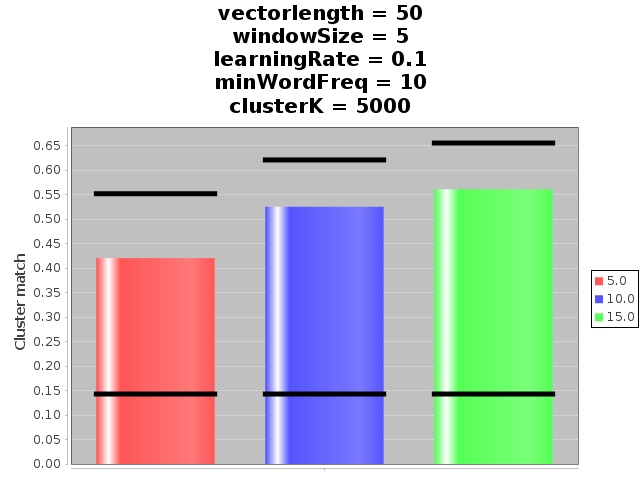 vectorlength = 50
windowSize = 5
learningRate = 0.1
minWordFreq = 10
clusterK = 5000
0.65
0.60
0.55
0.50
0.45
0.40
0.35
0.30
0.25
0.20
0.15
0.10
0.05
0.00
Cluster match
5.0
10.0
15.0